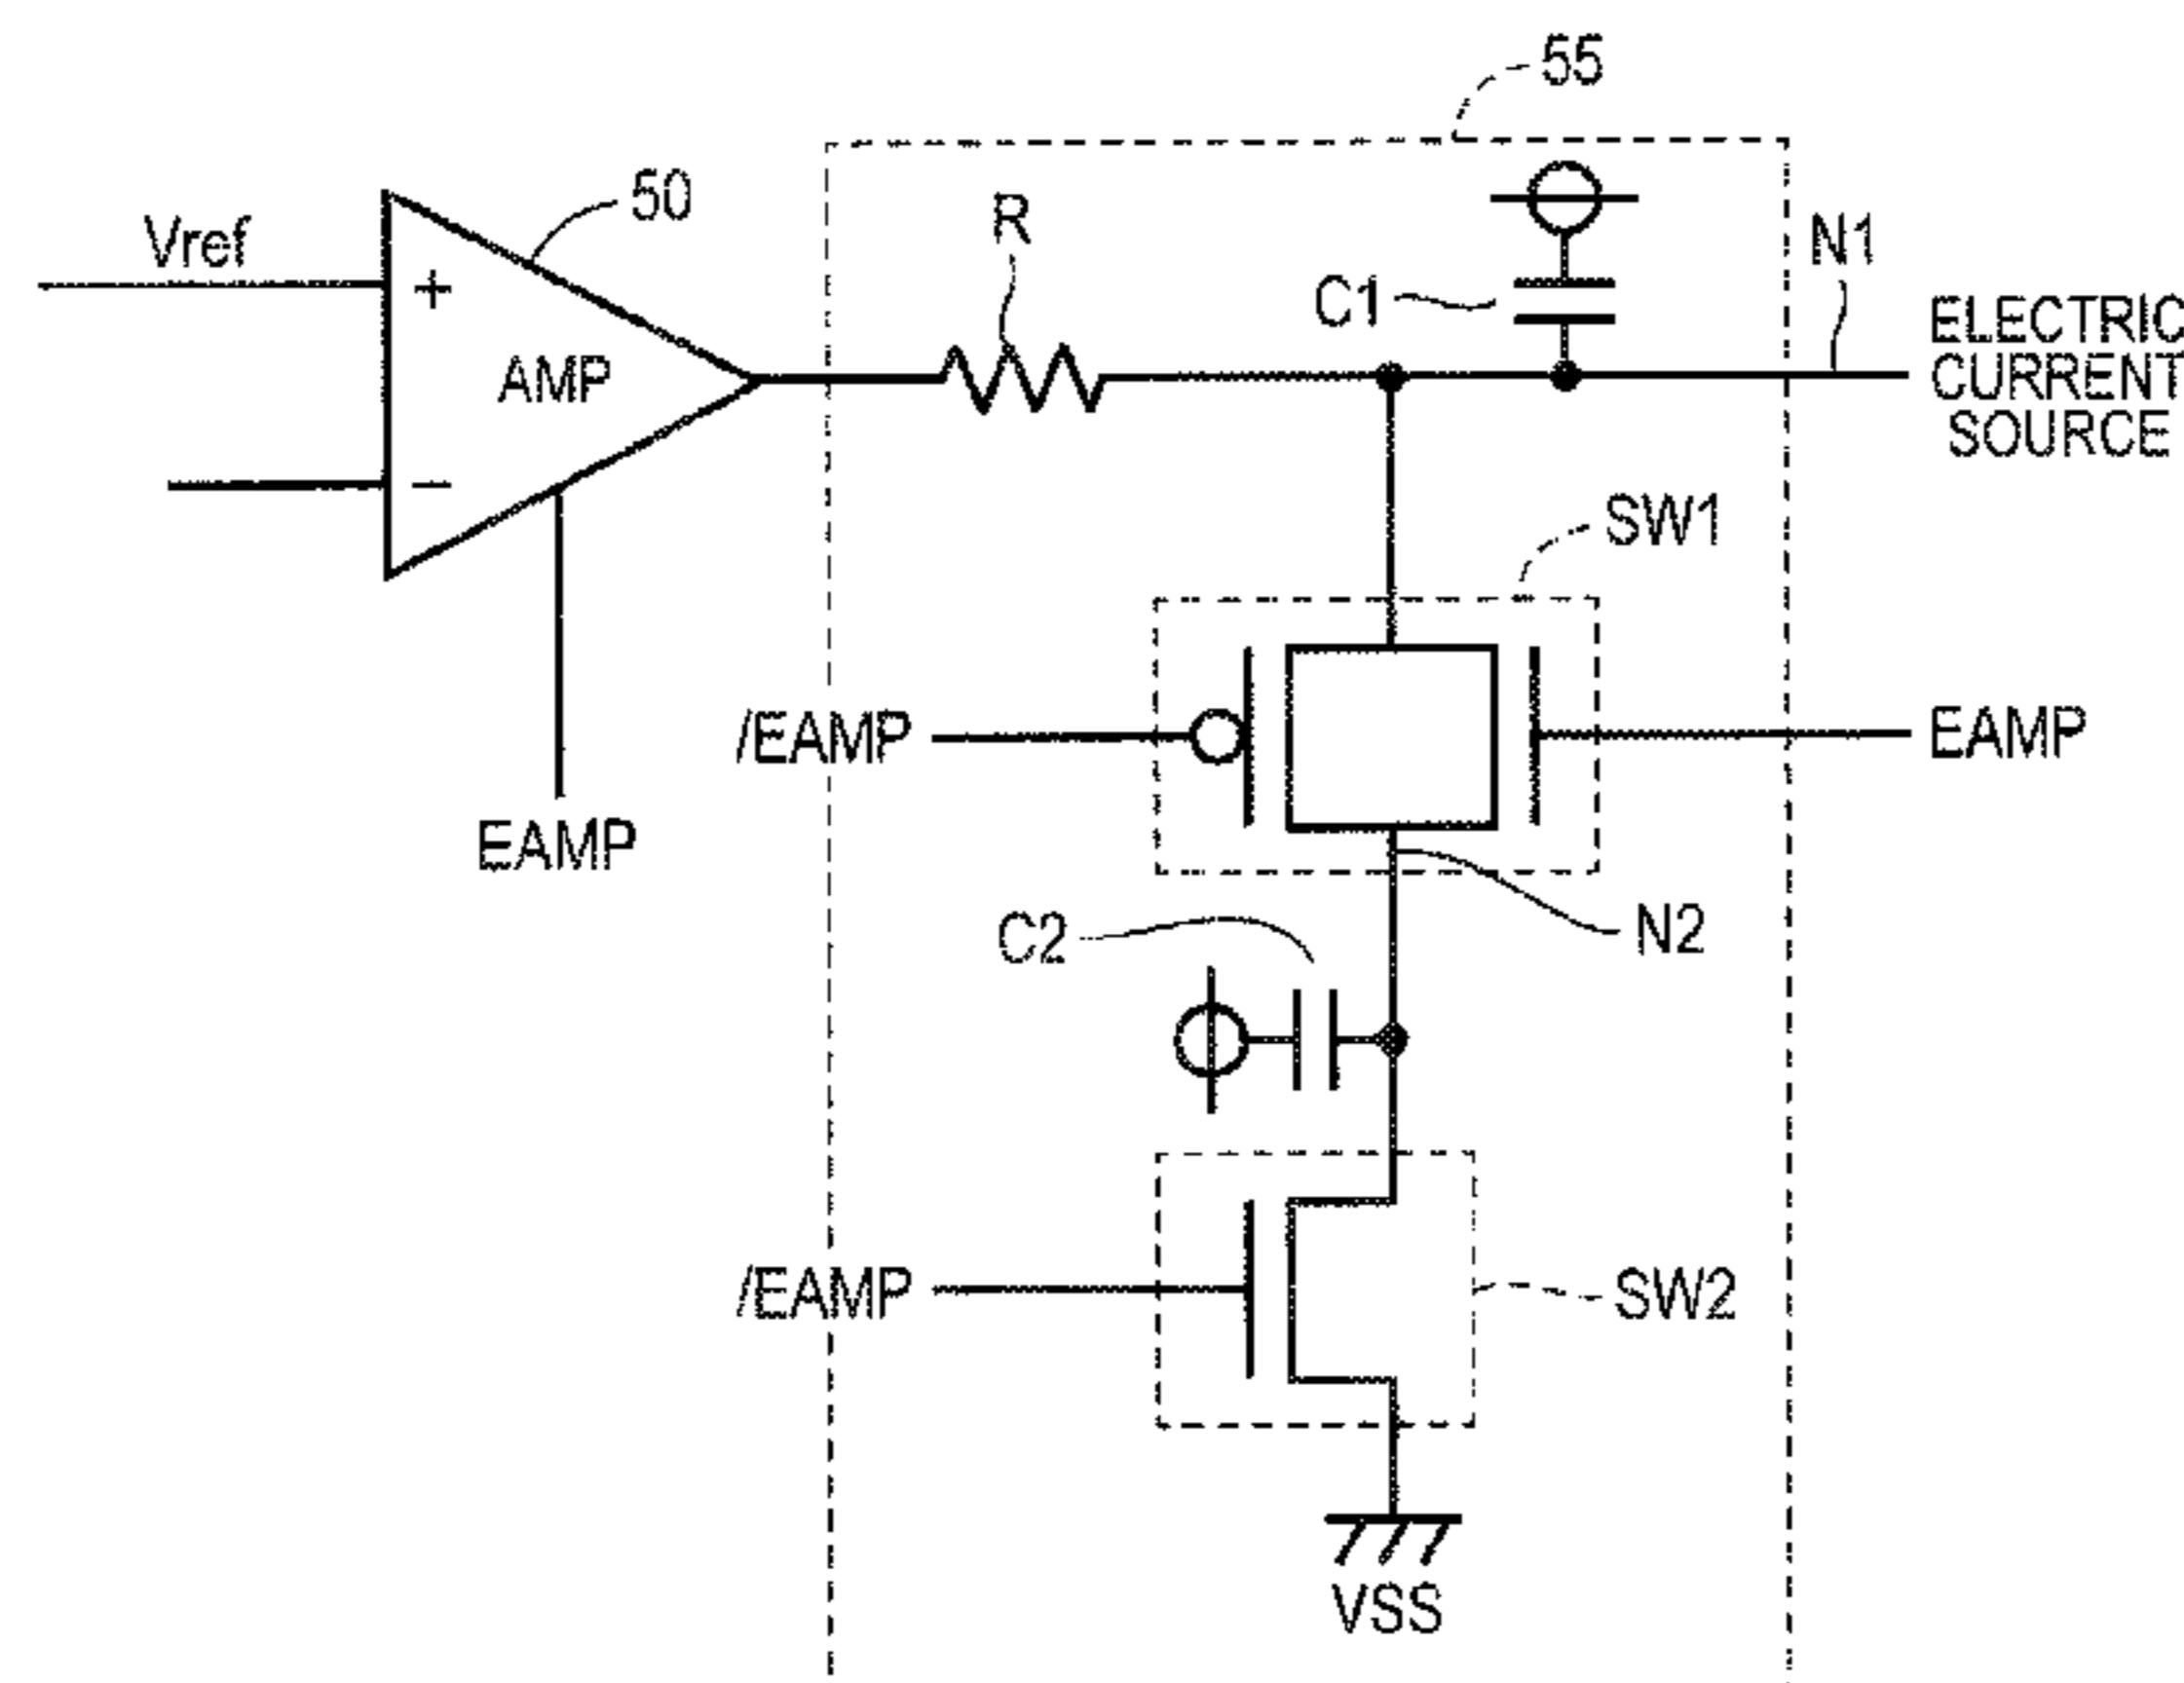 55
50
Vref
R
N1
+
C1
ELECTRIC
CURRENT
SOURCE
AMP
−
SW1
/EAMP
EAMP
EAMP
C2
N2
/EAMP
SW2
VSS